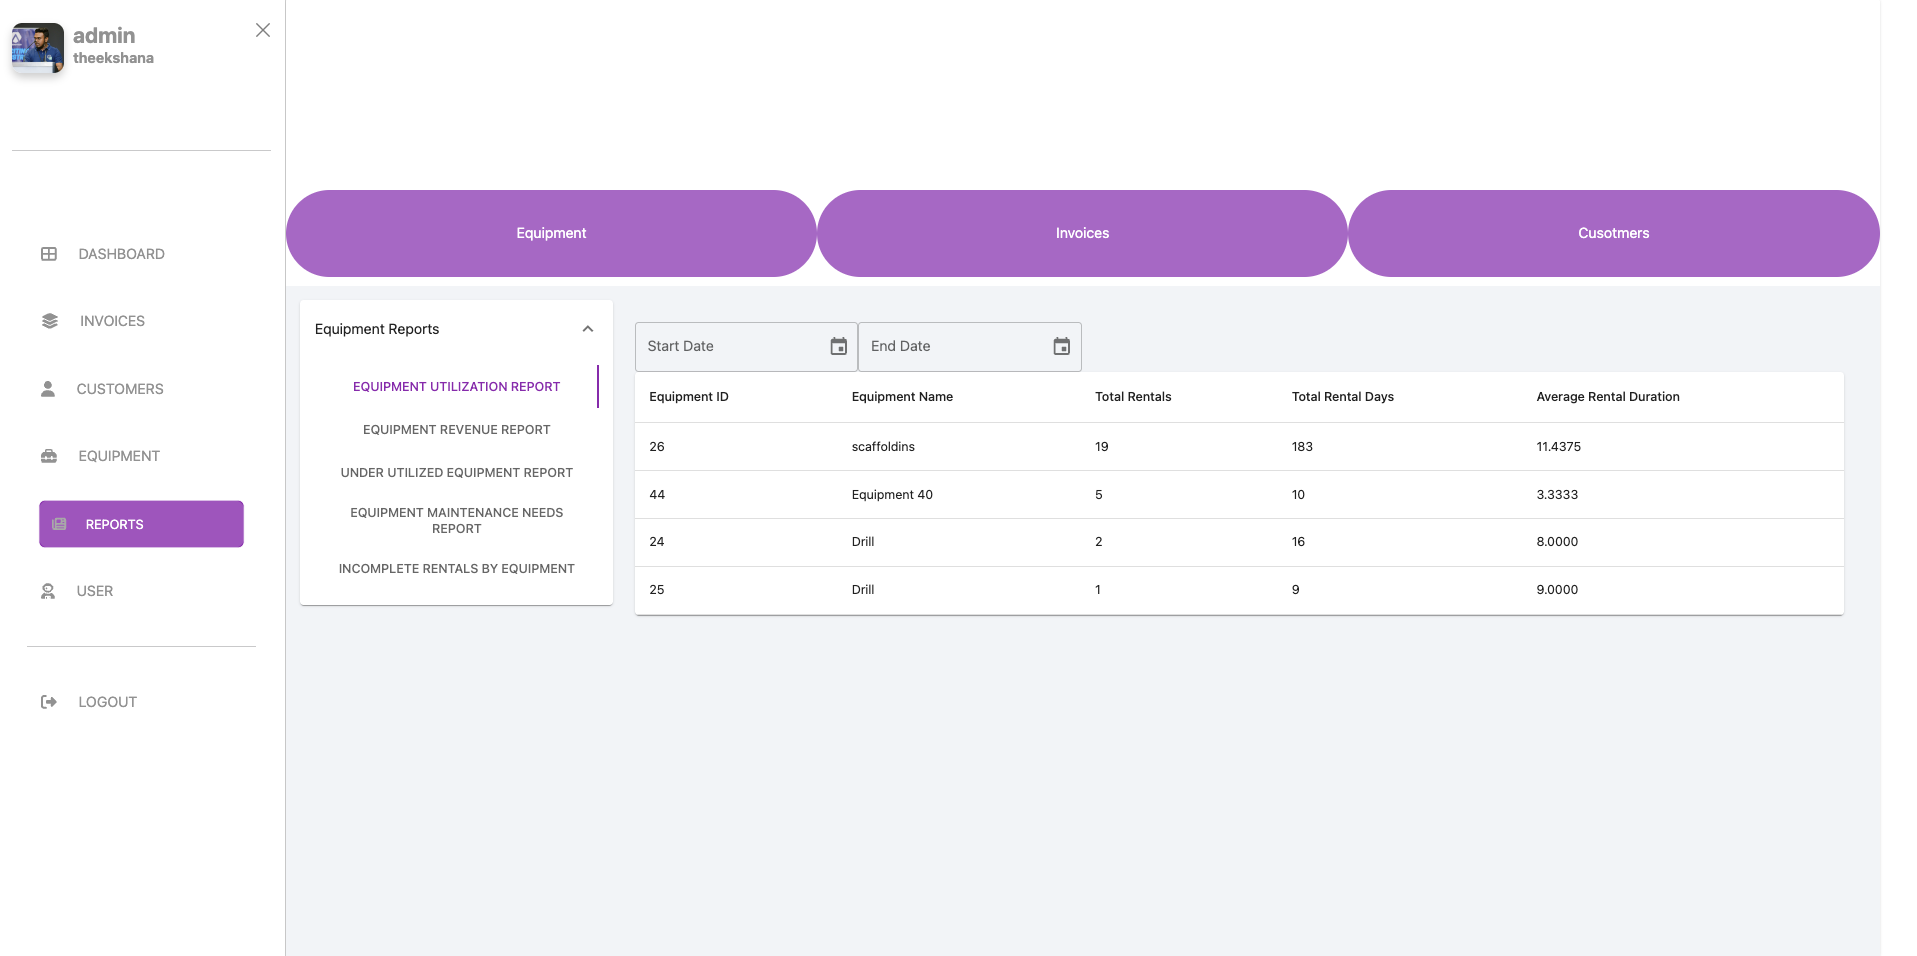 admin
theekshana
DASHBOARD
INVOICES
CUSTOMERS
EQUIPMENT
REPORTS
USER
LOGOUT
Equipment
Invoices
Cusotmers
Equipment Reports
EQUIPMENT UTILIZATION REPORT
EQUIPMENT REVENUE REPORT
UNDER UTILIZED EQUIPMENT REPORT
EQUIPMENT MAINTENANCE NEEDS
REPORT
INCOMPLETE RENTALS BY EQUIPMENT
Start Date End Date
Equipment ID Equipment Name Total Rentals Total Rental Days Average Rental Duration
26 scaffoldins 19 183 11.4375
44 Equipment 40 5 10 3.3333
24 Drill 2 16 8.0000
25 Drill 1 9 9.0000